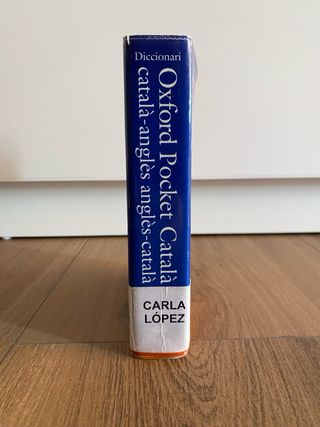 Diccionari
Oxford Pocket Català
català-anglès anglès-català
CARLA
LÓPEZ